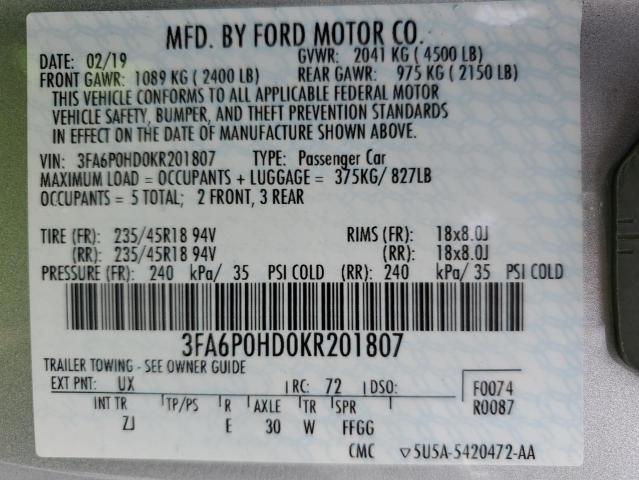 MFD. BY FORD MOTOR CO.
DATE: 02/19 GVWR: 2041 KG ( 4500 LB)
FRONT GAWR: 1089 KG ( 2400 LB) REAR GAWR: 975 KG ( 2150 LB)
THIS VEHICLE CONFORMS TO ALL APPLICABLE FEDERAL MOTOR
VEHICLE SAFETY, BUMPER, AND THEFT PREVENTION STANDARDS
IN EFFECT ON THE DATE OF MANUFACTURE SHOWN ABOVE.
VIN: 3FA6P0HD0KR201807 TYPE: Passenger Car
MAXIMUM LOAD = OCCUPANTS + LUGGAGE = 375KG/ 827LB
OCCUPANTS = 5 TOTAL; 2 FRONT, 3 REAR
TIRE (FR): 235/45R18 94V RIMS (FR): 18x8.0J
(RR): 235/45R18 94V (RR): 18x8.0J
PRESSURE (FR): 240 kPa/ 35 PSI COLD (RR): 240 kPa/ 35 PSI COLD
3FA6P0HD0KR201807
TRAILER TOWING - SEE OWNER GUIDE
EXT PNT: UX RC: 72 DSO: F0074
INT TR TP/PS R AXLE TR SPR R0087
ZJ E 30 W FFGG
CMC ▽5U5A-5420472-AA